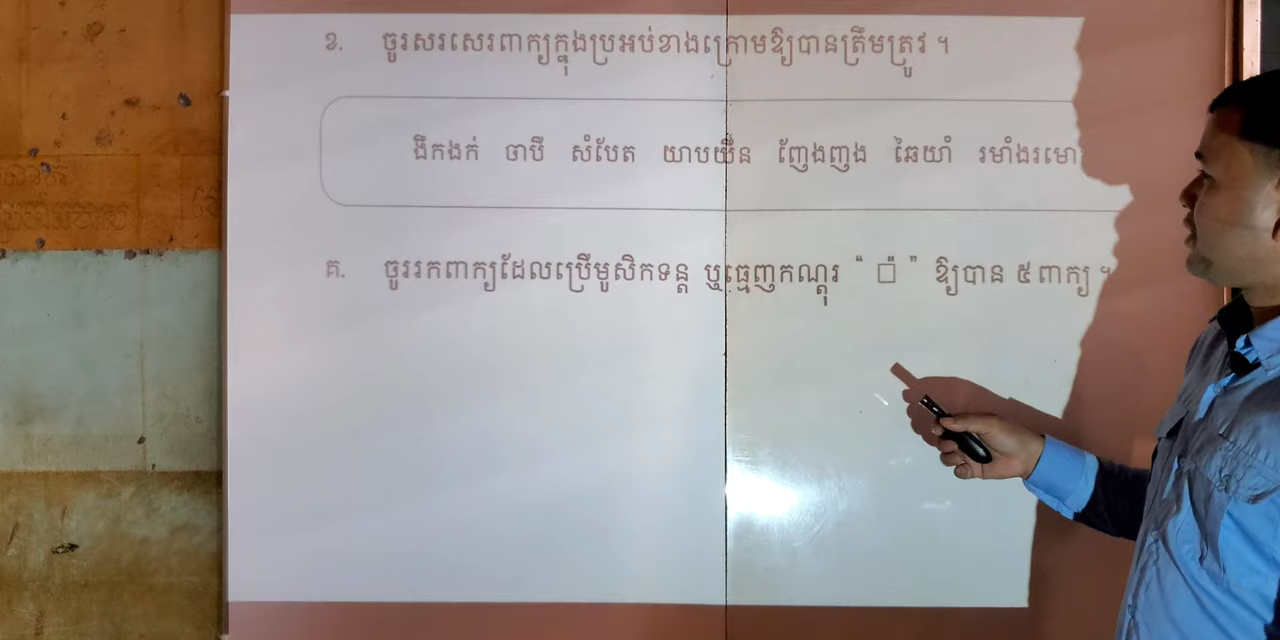 ខ. ចូរសរសេរពាក្យក្នុងប្រអប់ខាងក្រោមឱ្យបានត្រឹមត្រូវ ។
ងឹកងក់ ចាបឺ សំបែត យាបយឺន ញែងញង ឆៃយាំ
គ. ចូររកពាក្យដែលប្រើមូសិកទន្ត ឬធ្មេញកណ្ដុរ “ ៉ ” ឱ្យបាន ៥ ពាក្យ ។